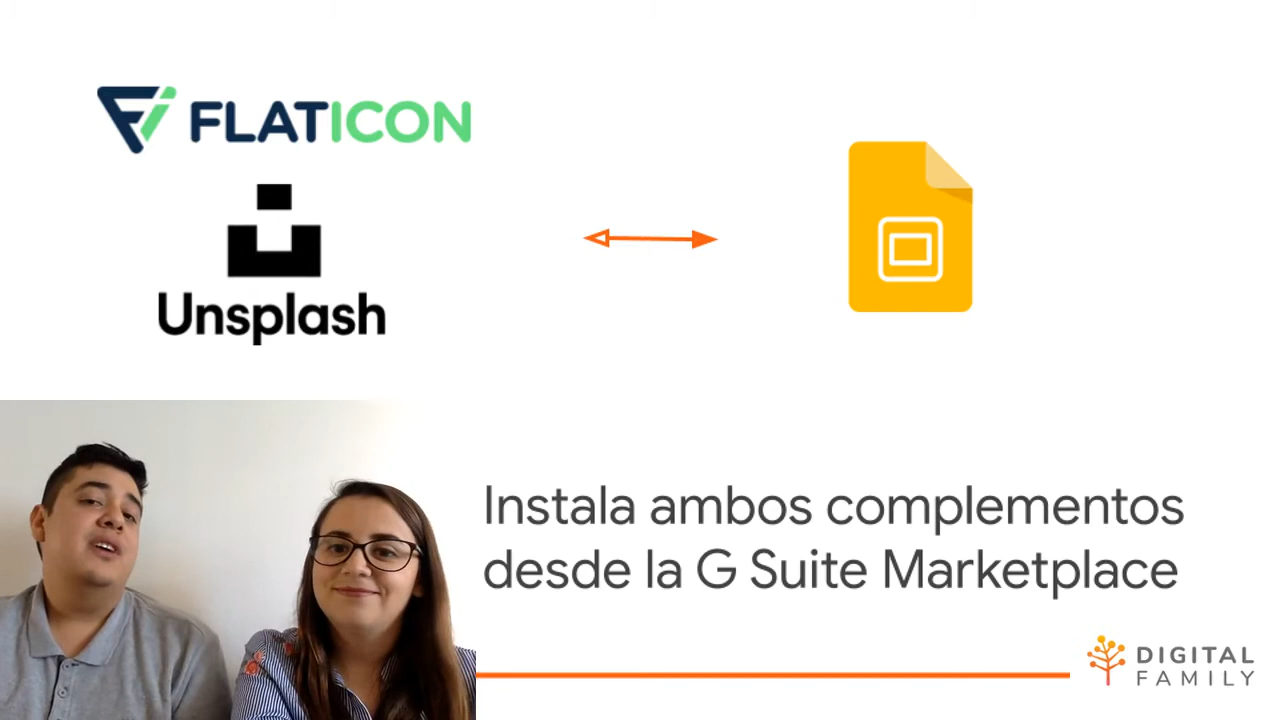 FLATICON
Unsplash
Instala ambos complementos
desde la G Suite Marketplace
DIGITAL
FAMILY